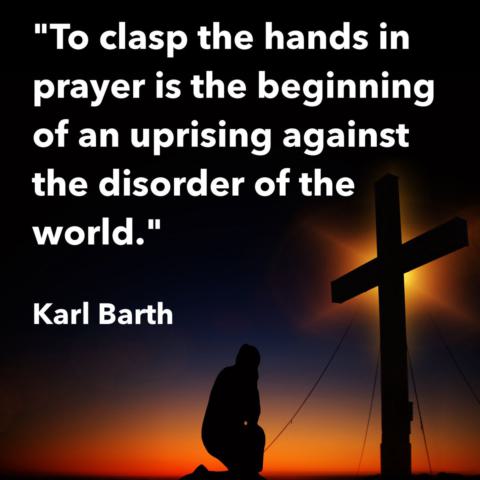 "To clasp the hands in
prayer is the beginning
of an uprising against
the disorder of the
world."
Karl Barth